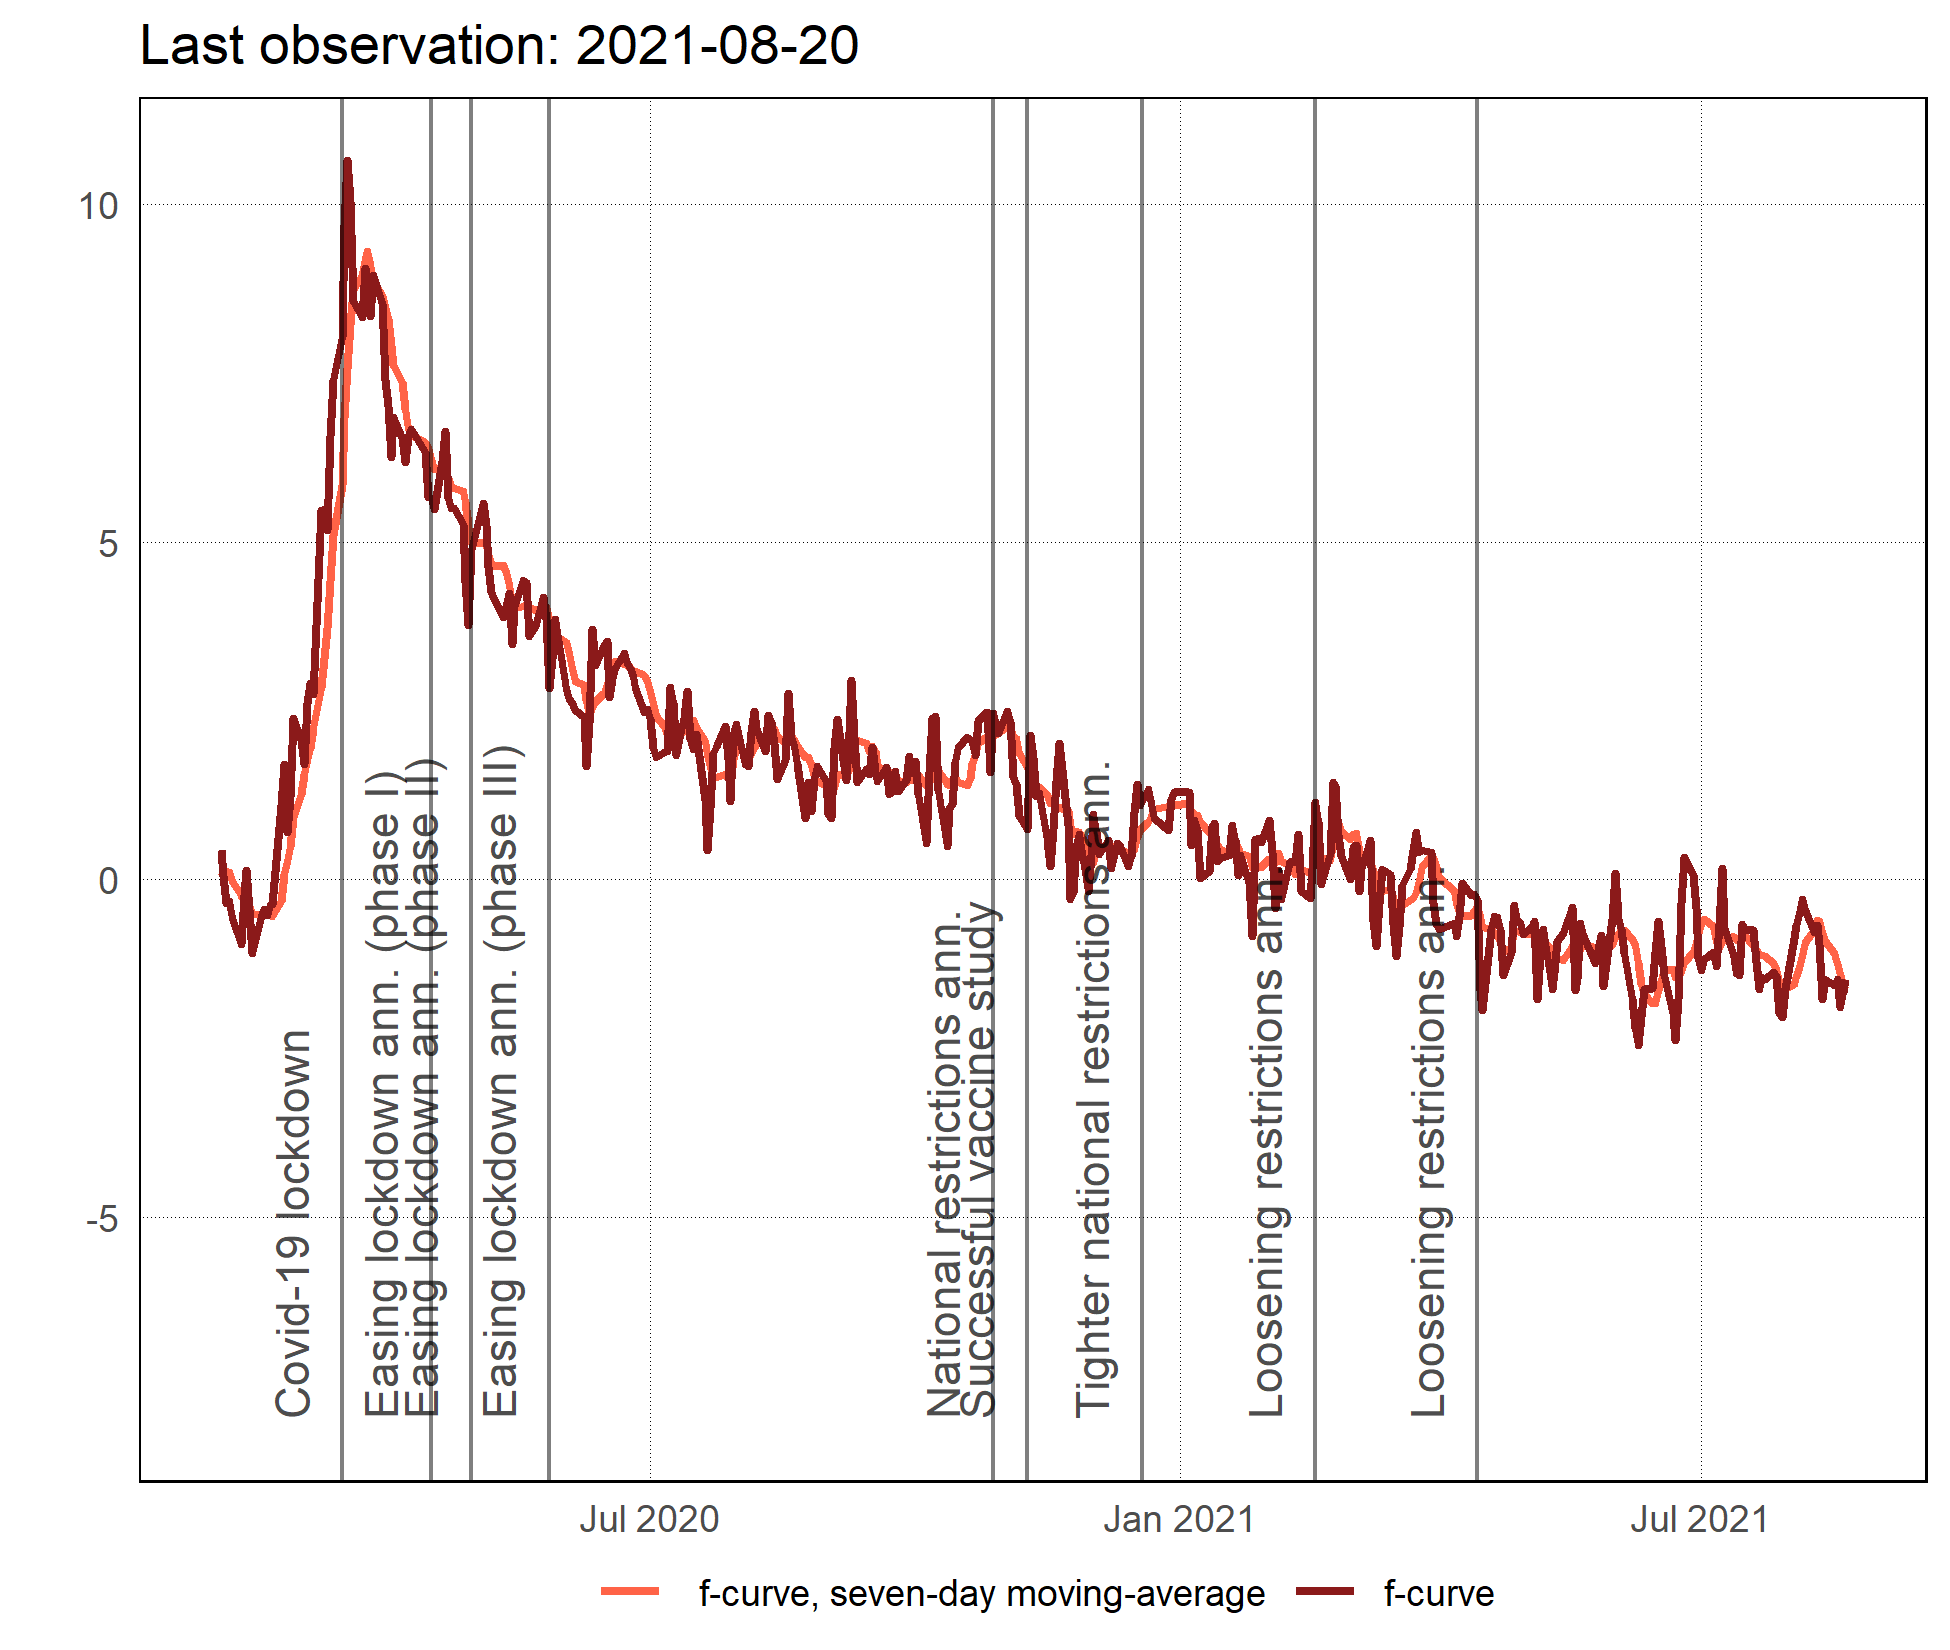 Last observation: 2021-08-20
10
5
0
-5
Covid-19 lockdown
Easing lockdown ann. (phase I)
Easing lockdown ann. (phase II)
Easing lockdown ann. (phase III)
National restrictions ann.
Successful vaccine study
Tighter national restrictions ann.
Loosening restrictions ann.
Loosening restrictions ann.
Jul 2020
Jan 2021
Jul 2021
f-curve, seven-day moving-average
f-curve